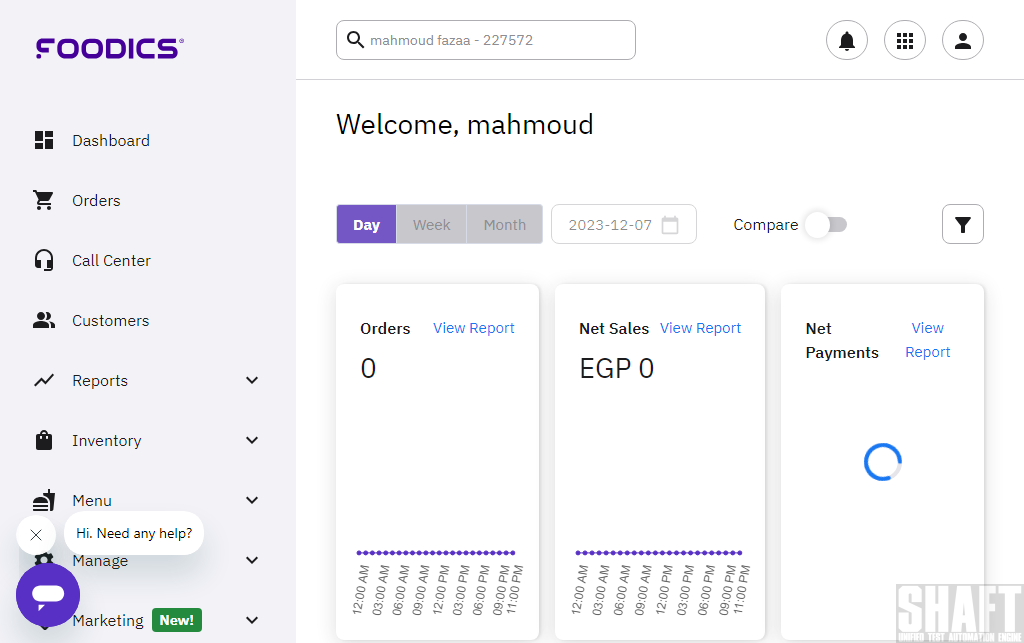 FOODICS®
mahmoud fazaa - 227572
Welcome, mahmoud
Dashboard
Orders
Call Center
Customers
Reports
Inventory
Menu
Hi. Need any help?
Manage
Marketing New!
Day Week Month 2023-12-07 Compare
Orders View Report
0
12:00 AM 03:00 AM 06:00 AM 09:00 AM 12:00 PM 03:00 PM 06:00 PM 09:00 PM 11:00 PM
Net Sales View Report
EGP 0
12:00 AM 03:00 AM 06:00 AM 09:00 AM 12:00 PM 03:00 PM 06:00 PM 09:00 PM 11:00 PM
Net View
Payments Report
SHAFT
UNIFIED TEST AUTOMATION ENGINE